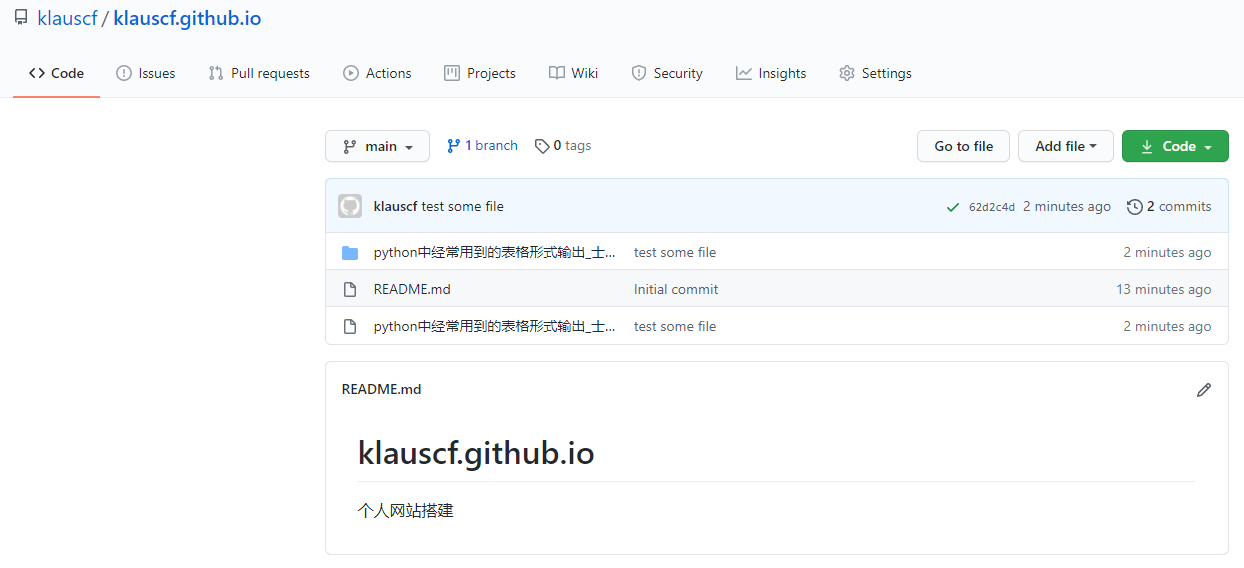 klauscf / klauscf.github.io
Code Issues Pull requests Actions Projects Wiki Security Insights Settings
main 1 branch 0 tags Go to file Add file Code
klauscf test some file 62d2c4d 2 minutes ago 2 commits
python中经常用到的表格形式输出_士... test some file 2 minutes ago
README.md Initial commit 13 minutes ago
python中经常用到的表格形式输出_士... test some file 2 minutes ago
README.md
klauscf.github.io
个人网站搭建